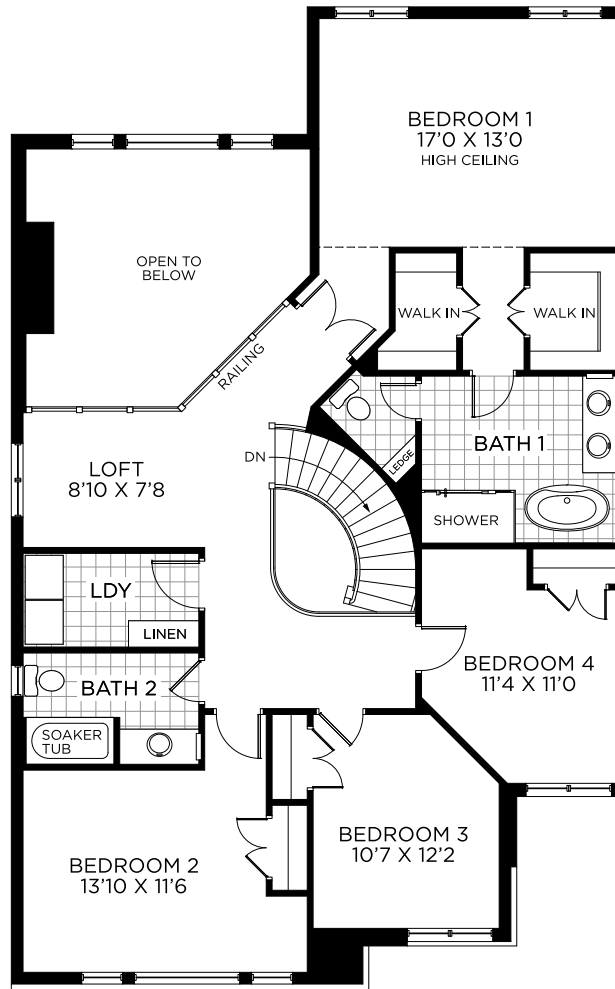 BEDROOM 1
17'0 X 13'0
HIGH CEILING
OPEN TO
BELOW
WALK IN
WALK IN
RAILING
BATH 1
LEDGE
DN
LOFT
8'10 X 7'8
SHOWER
LDY
LINEN
BEDROOM 4
11'4 X 11'0
BATH 2
SOAKER
TUB
BEDROOM 3
10'7 X 12'2
BEDROOM 2
13'10 X 11'6